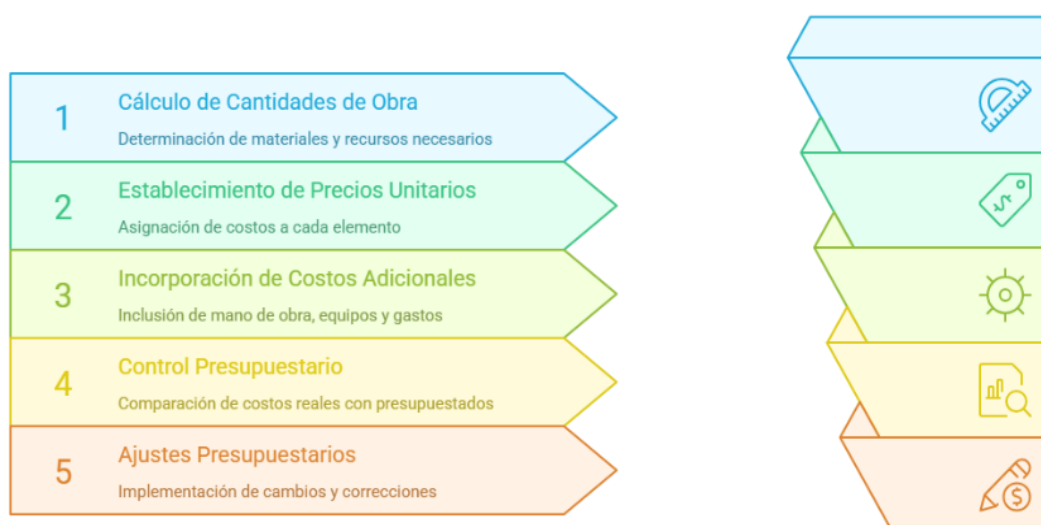 1
Cálculo de Cantidades de Obra
Determinación de materiales y recursos necesarios
2
Establecimiento de Precios Unitarios
Asignación de costos a cada elemento
3
Incorporación de Costos Adicionales
Inclusión de mano de obra, equipos y gastos
4
Control Presupuestario
Comparación de costos reales con presupuestados
5
Ajustes Presupuestarios
Implementación de cambios y correcciones